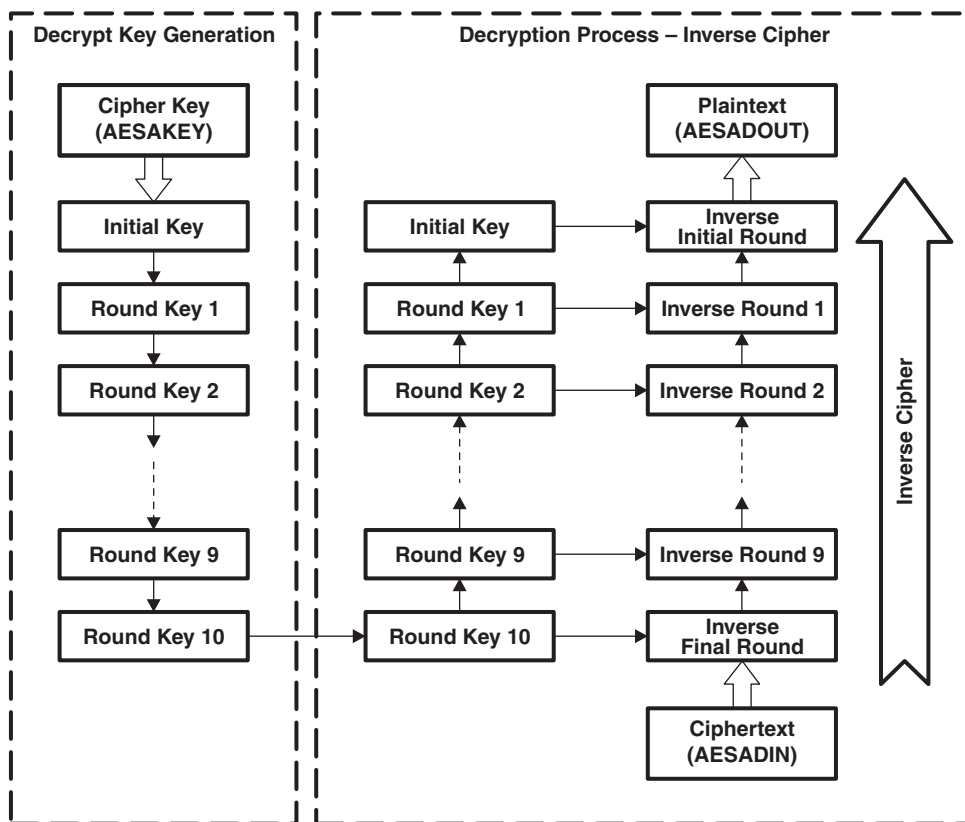 Decrypt Key Generation
Cipher Key
(AESAKEY)
Initial Key
Round Key 1
Round Key 2
Round Key 9
Round Key 10
Decryption Process – Inverse Cipher
Plaintext
(AESADOUT)
Initial Key
Inverse
Initial Round
Round Key 1
Inverse Round 1
Round Key 2
Inverse Round 2
Round Key 9
Inverse Round 9
Round Key 10
Inverse
Final Round
Ciphertext
(AESADIN)
Inverse Cipher